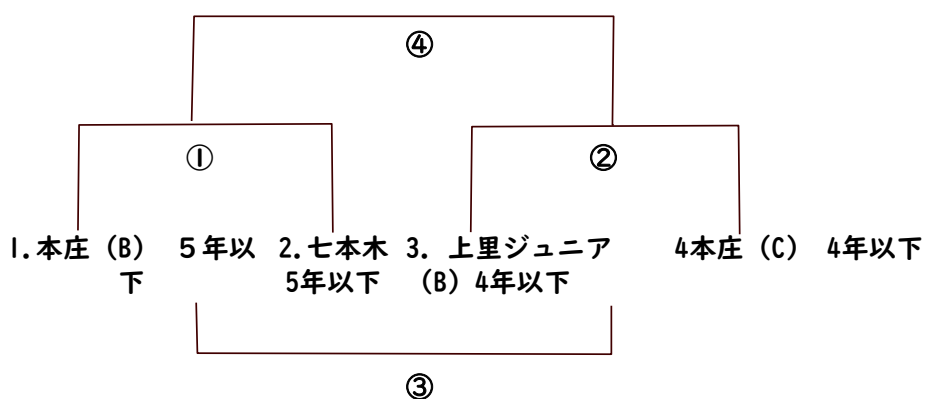 ④
①
②
1.本庄（B）　５年以
下
2.七本木
5年以下
3. 上里ジュニア
（B）4年以下
4本庄（C）　4年以下
③